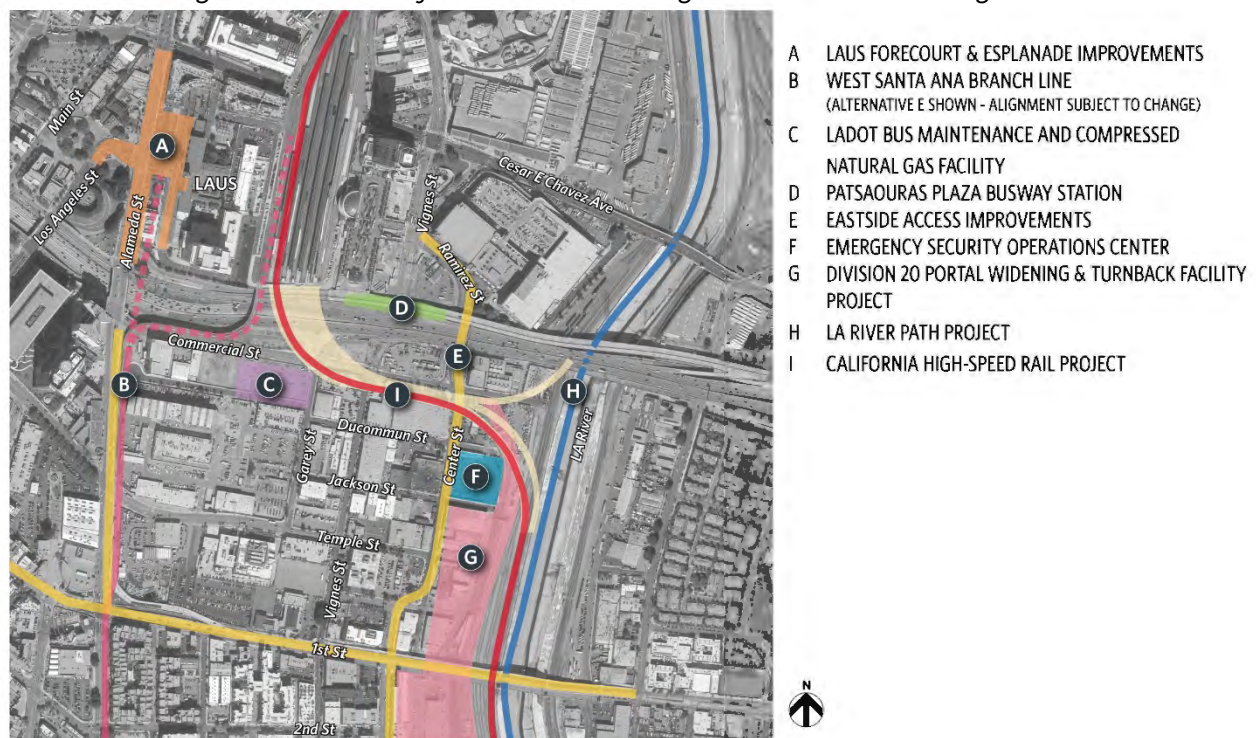 A LAUS FORECOURT & ESPLANADE IMPROVEMENTS
B WEST SANTA ANA BRANCH LINE
(ALTERNATIVE E SHOWN - ALIGNMENT SUBJECT TO CHANGE)
C LADOT BUS MAINTENANCE AND COMPRESSED
NATURAL GAS FACILITY
D PATSAOURAS PLAZA BUSWAY STATION
E EASTSIDE ACCESS IMPROVEMENTS
F EMERGENCY SECURITY OPERATIONS CENTER
G DIVISION 20 PORTAL WIDENING & TURNBACK FACILITY
PROJECT
H LA RIVER PATH PROJECT
I CALIFORNIA HIGH-SPEED RAIL PROJECT
N
Main St
A
Los Angeles St
LAUS
Alameda St
Vignes St
Cesar E Chavez Ave
Ramirez St
D
Commercial St
E
B
C
I
H
LA River
Ducommun St
Garey St
Center St
Jackson St
F
Temple St
G
Vignes St
1st St
2nd St